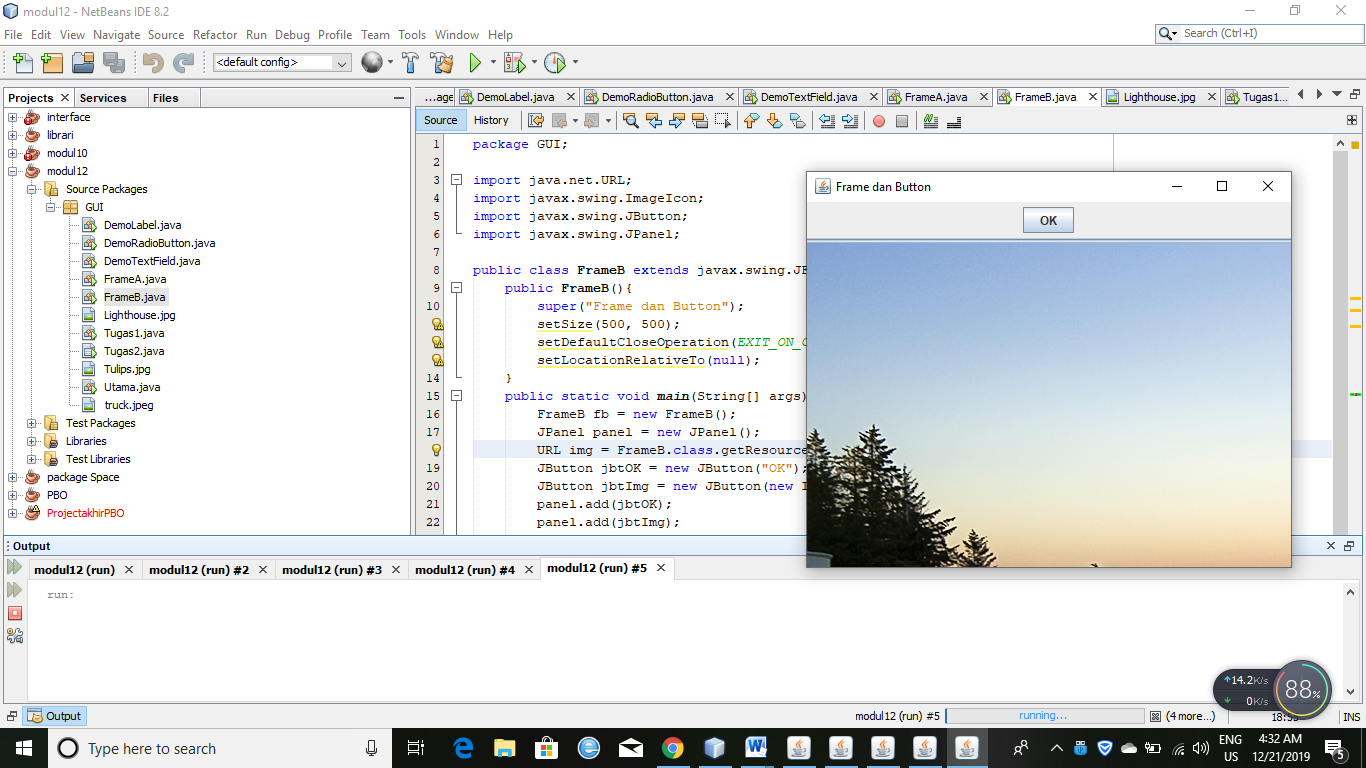 modul12 - NetBeans IDE 8.2
File Edit View Navigate Source Refactor Run Debug Profile Team Tools Window Help
Search (Ctrl+I)
<default config>
Projects Services Files
interface
librari
modul10
modul12
Source Packages
GUI
DemoLabel.java
DemoRadioButton.java
DemoTextField.java
FrameA.java
FrameB.java
Lighthouse.jpg
Tugas1.java
Tugas2.java
Tulips.jpg
Utama.java
truck.jpeg
Test Packages
Libraries
Test Libraries
package Space
PBO
ProjectakhirPBO
...age DemoLabel.java DemoRadioButton.java DemoTextField.java FrameA.java FrameB.java Lighthouse.jpg Tugas1...
Source History
1 package GUI;
2
3 import java.net.URL;
4 import javax.swing.ImageIcon;
5 import javax.swing.JButton;
6 import javax.swing.JPanel;
7
8 public class FrameB extends javax.swing.JF
9 public FrameB(){
10 super("Frame dan Button");
setSize(500, 500);
setDefaultCloseOperation(EXIT_ON_C
setLocationRelativeTo(null);
14 }
15 public static void main(String[] args)
16 FrameB fb = new FrameB();
17 JPanel panel = new JPanel();
URL img = FrameB.class.getResource
19 JButton jbtOK = new JButton("OK");
20 JButton jbtImg = new JButton(new I
21 panel.add(jbtOK);
22 panel.add(jbtImg);
Frame dan Button
OK
Output
modul12 (run) modul12 (run) #2 modul12 (run) #3 modul12 (run) #4 modul12 (run) #5
run:
14.2K/s
0K/s
88%
Output
modul12 (run) #5 running... (4 more...) INS
Type here to search
ENG
US
4:32 AM
12/21/2019
5